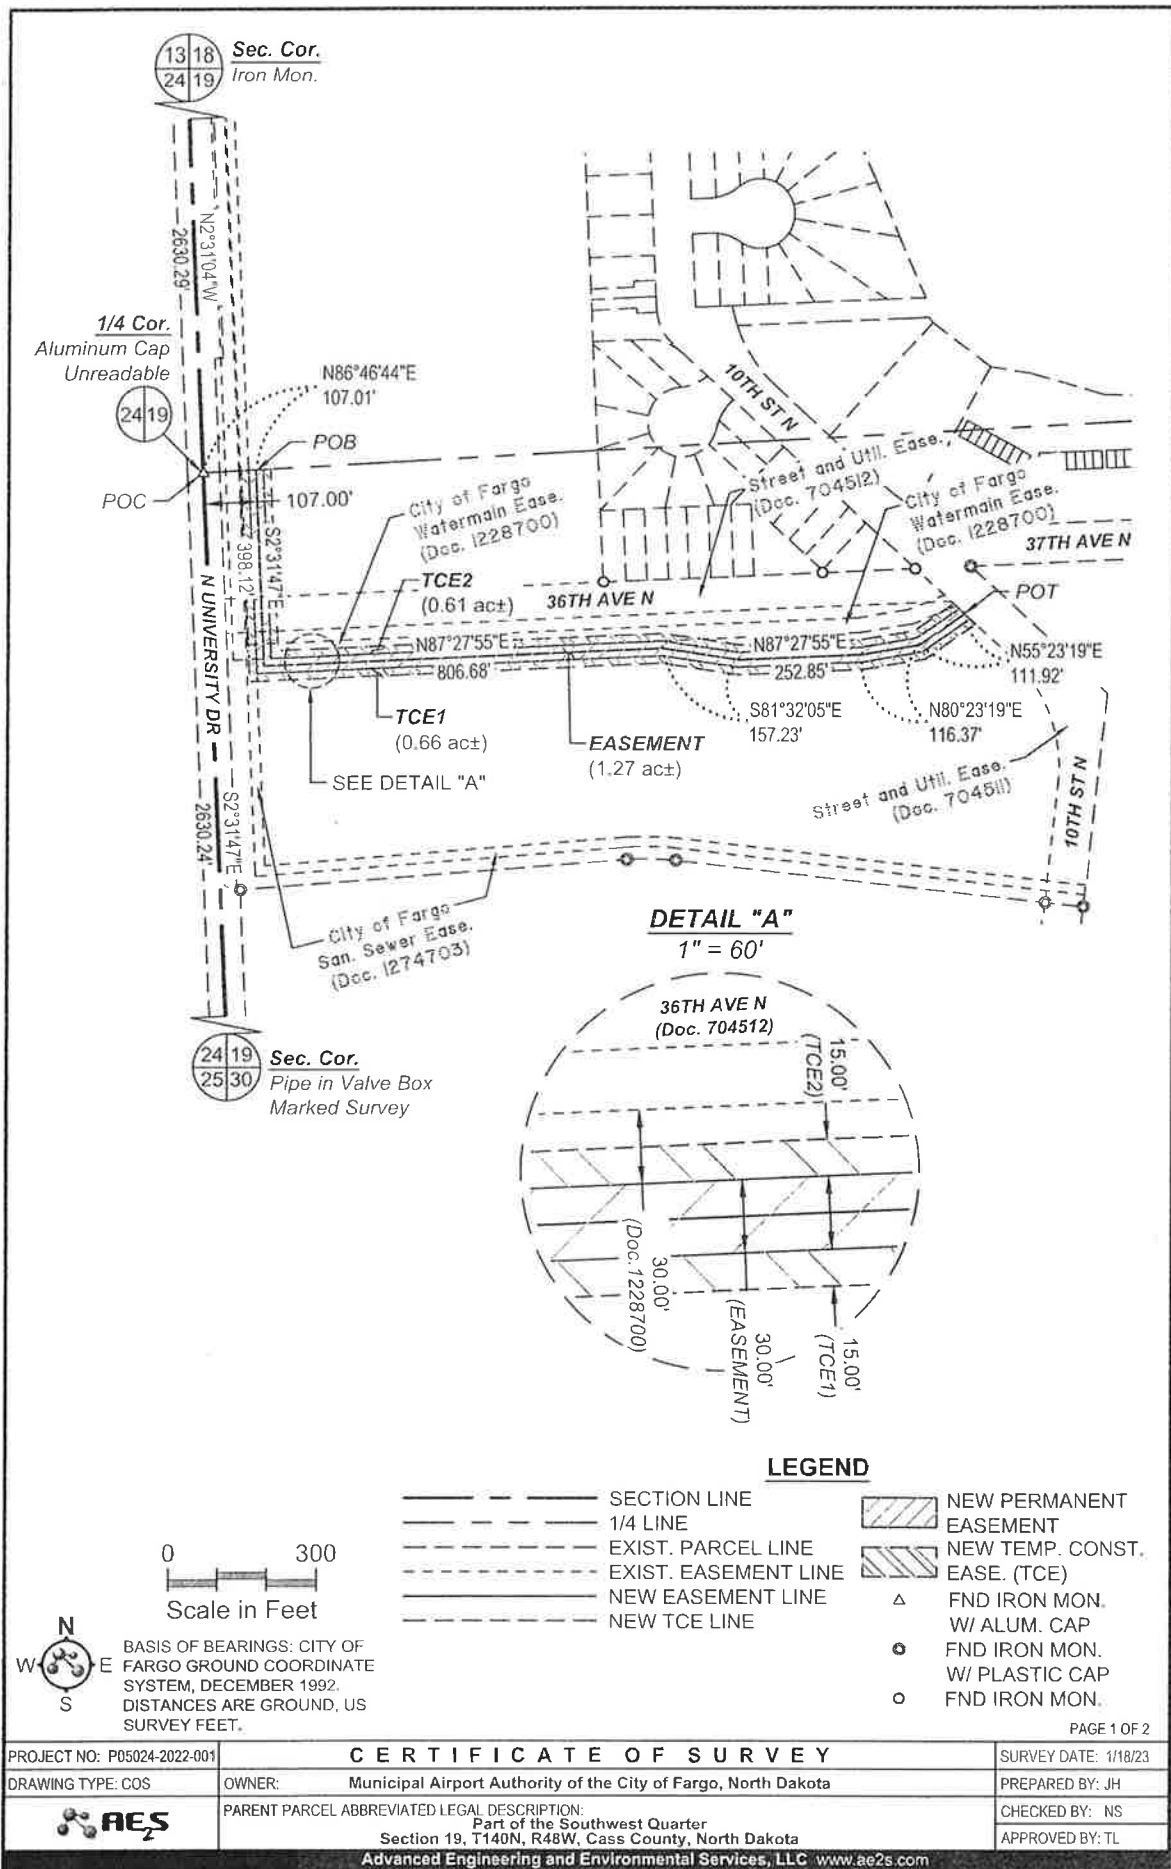 13 18
24 19
Sec. Cor.
Iron Mon.
2630.29'
N2°31'04"W
1/4 Cor.
Aluminum Cap
Unreadable
24 19
N86°46'44"E
107.01'
POB
POC
107.00'
S2°31'47"E
398.12'
City of Fargo
Watermain Ease.
(Doc. 1228700)
TCE2
(0.61 ac±)
36TH AVE N
10TH ST N
Street and Util. Ease.
(Doc. 704512)
City of Fargo
Watermain Ease.
(Doc. 1228700)
37TH AVE N
POT
N87°27'55"E
806.68'
N87°27'55"E
252.85'
N55°23'19"E
111.92'
S81°32'05"E
157.23'
N80°23'19"E
116.37'
N UNIVERSITY DR
TCE1
(0.66 ac±)
EASEMENT
(1.27 ac±)
SEE DETAIL "A"
Street and Util. Ease.
(Doc. 704511)
10TH ST N
S2°31'47"E
2630.24'
City of Fargo
San. Sewer Ease.
(Doc. 1274703)
24 19
25 30
Sec. Cor.
Pipe in Valve Box
Marked Survey
DETAIL "A"
1" = 60'
36TH AVE N
(Doc. 704512)
15.00'
(TCE2)
30.00'
(Doc. 1228700)
30.00'
(EASEMENT)
15.00'
(TCE1)
LEGEND
SECTION LINE
1/4 LINE
EXIST. PARCEL LINE
EXIST. EASEMENT LINE
NEW EASEMENT LINE
NEW TCE LINE
NEW PERMANENT
EASEMENT
NEW TEMP. CONST.
EASE. (TCE)
FND IRON MON.
W/ ALUM. CAP
FND IRON MON.
W/ PLASTIC CAP
FND IRON MON.
0 300
Scale in Feet
N
W E
S
BASIS OF BEARINGS: CITY OF
FARGO GROUND COORDINATE
SYSTEM, DECEMBER 1992.
DISTANCES ARE GROUND, US
SURVEY FEET.
PAGE 1 OF 2
PROJECT NO: P05024-2022-001
CERTIFICATE OF SURVEY
SURVEY DATE: 1/18/23
DRAWING TYPE: COS
OWNER: Municipal Airport Authority of the City of Fargo, North Dakota
PREPARED BY: JH
AE2S
PARENT PARCEL ABBREVIATED LEGAL DESCRIPTION:
Part of the Southwest Quarter
Section 19, T140N, R48W, Cass County, North Dakota
CHECKED BY: NS
APPROVED BY: TL
Advanced Engineering and Environmental Services, LLC www.ae2s.com